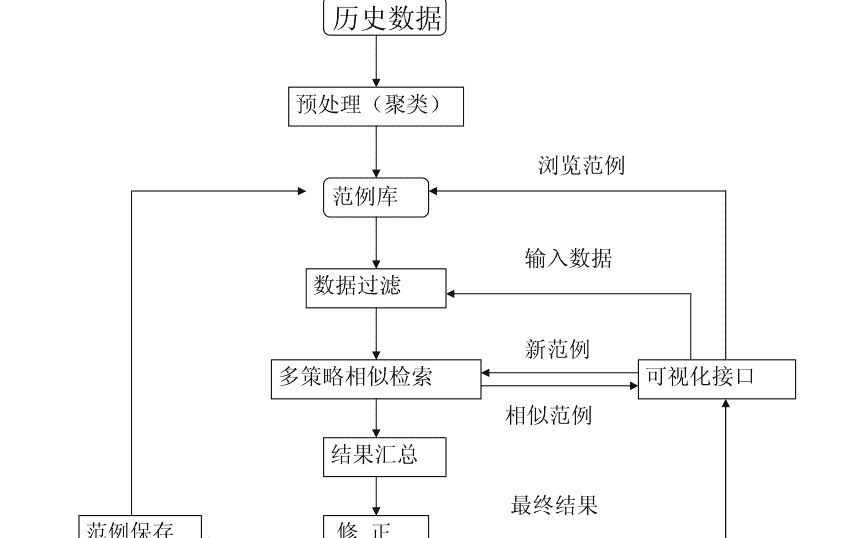 历史数据
预处理（聚类）
浏览范例
范例库
输入数据
数据过滤
新范例
多策略相似检索
可视化接口
相似范例
结果汇总
最终结果
范例保存
修 正